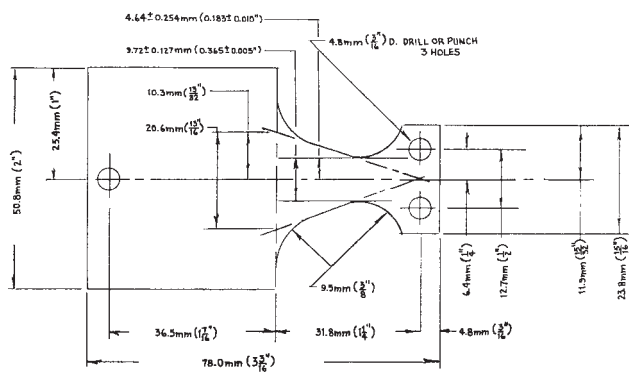 4.64±0.254mm (0.183±0.010")
9.72±0.127mm (0.365±0.005")
4.8mm (3/16") D. DRILL OR PUNCH
3 HOLES
10.3mm (13/32")
20.6mm (13/16")
25.4mm (1")
50.8mm (2")
9.5mm (3/8")
6.4mm (1/4")
12.7mm (1/2")
11.9mm (15/32")
23.8mm (15/16")
36.5mm (1 7/16")
31.8mm (1 1/4")
4.8mm (3/16")
78.0mm (3 3/16")